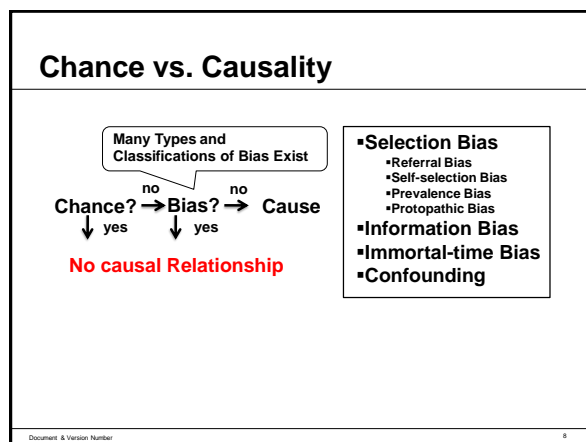 Chance vs. Causality
Many Types and
Classifications of Bias Exist
no no
Chance? Bias? Cause
yes yes
No causal Relationship
▪Selection Bias
▪Referral Bias
▪Self-selection Bias
▪Prevalence Bias
▪Protopathic Bias
▪Information Bias
▪Immortal-time Bias
▪Confounding
Document & Version Number 8